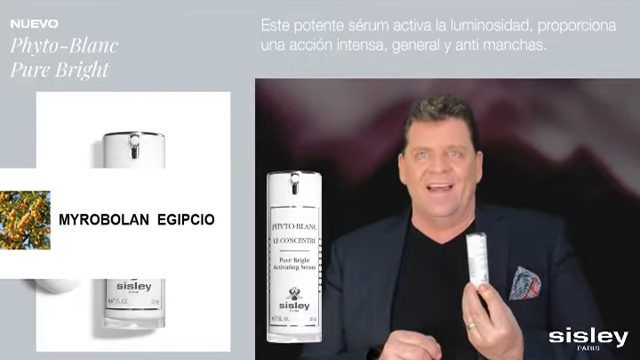 NUEVO
Phyto-Blanc
Pure Bright
Este potente sérum activa la luminosidad, proporciona
una acción intensa, general y anti manchas.
MYROBOLAN EGIPCIO
sisley
PHYTO-BLANC
LE CONCENTRÉ
Pure Bright
Activating Serum
sisley
sisley
PARIS